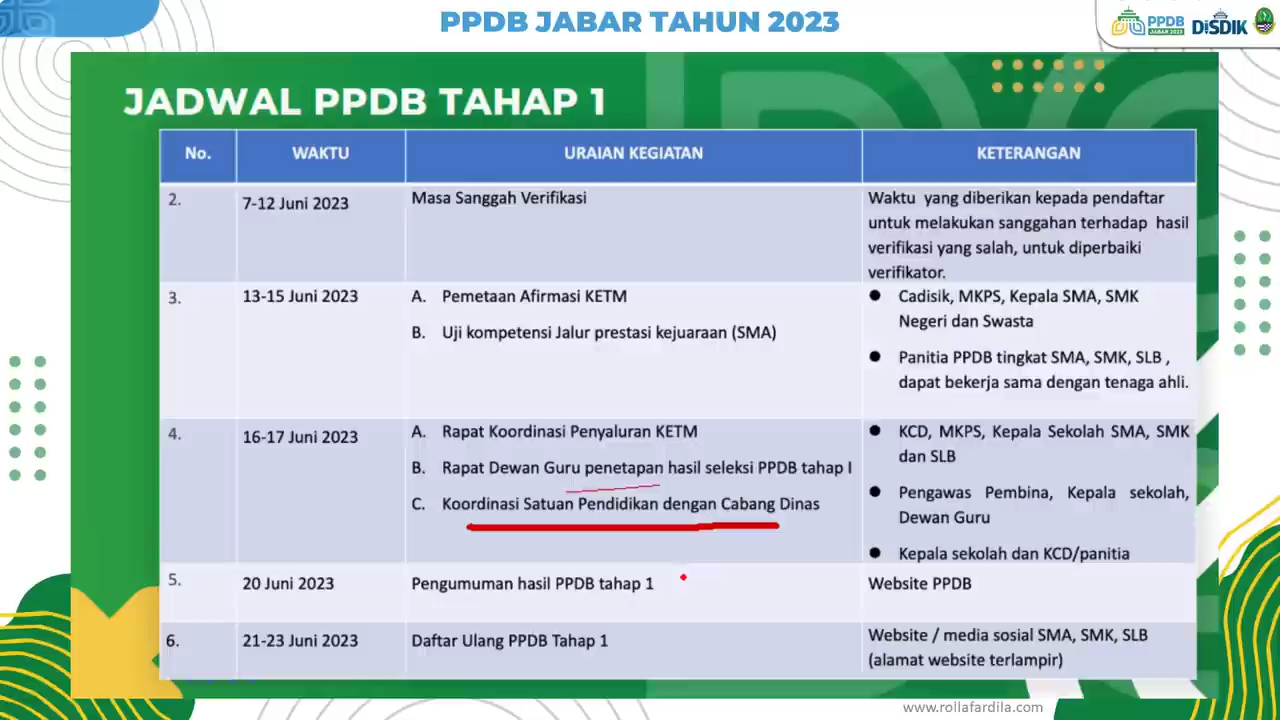 PPDB JABAR TAHUN 2023
PPDB
JABAR 2023
DISDIK
JADWAL PPDB TAHAP 1
No. WAKTU URAIAN KEGIATAN KETERANGAN
2. 7-12 Juni 2023 Masa Sanggah Verifikasi Waktu yang diberikan kepada pendaftar
untuk melakukan sanggahan terhadap hasil
verifikasi yang salah, untuk diperbaiki
verifikator.
3. 13-15 Juni 2023 A. Pemetaan Afirmasi KETM
B. Uji kompetensi Jalur prestasi kejuaraan (SMA)
● Cadisik, MKPS, Kepala SMA, SMK
Negeri dan Swasta
● Panitia PPDB tingkat SMA, SMK, SLB ,
dapat bekerja sama dengan tenaga ahli.
4. 16-17 Juni 2023 A. Rapat Koordinasi Penyaluran KETM
B. Rapat Dewan Guru penetapan hasil seleksi PPDB tahap I
C. Koordinasi Satuan Pendidikan dengan Cabang Dinas
● KCD, MKPS, Kepala Sekolah SMA, SMK
dan SLB
● Pengawas Pembina, Kepala sekolah,
Dewan Guru
● Kepala sekolah dan KCD/panitia
5. 20 Juni 2023 Pengumuman hasil PPDB tahap 1 Website PPDB
6. 21-23 Juni 2023 Daftar Ulang PPDB Tahap 1 Website / media sosial SMA, SMK, SLB
(alamat website terlampir)
www.rollafardila.com